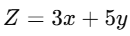 Z = 3x + 5y